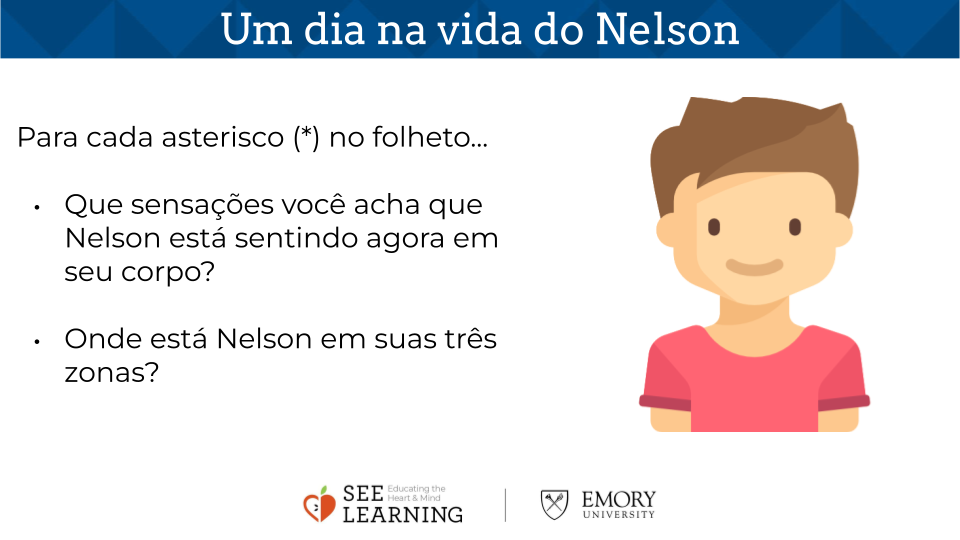 Um dia na vida do Nelson
Para cada asterisco (*) no folheto...
• Que sensações você acha que
Nelson está sentindo agora em
seu corpo?
• Onde está Nelson em suas três
zonas?
SEE Educating the
Heart & Mind
LEARNING
EMORY
UNIVERSITY